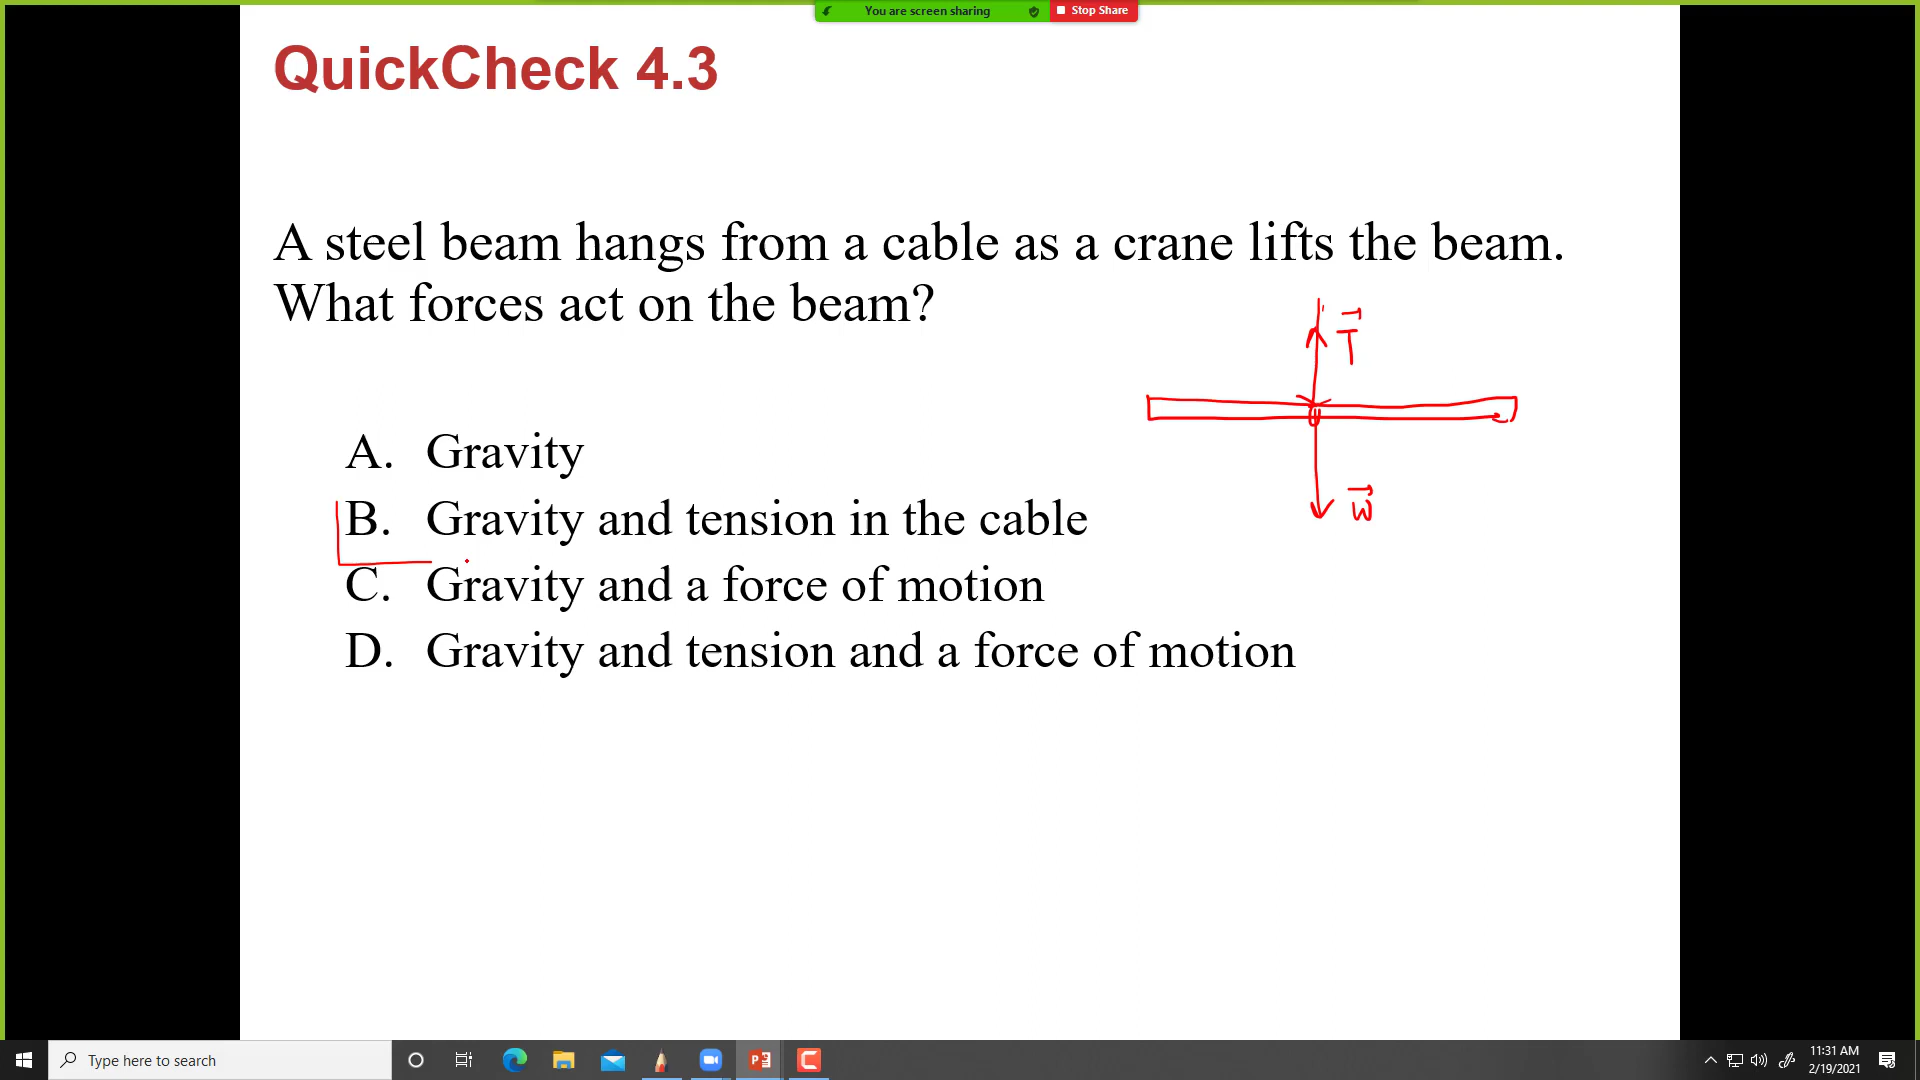 You are screen sharing
Stop Share
QuickCheck 4.3
A steel beam hangs from a cable as a crane lifts the beam.
What forces act on the beam?
T
A. Gravity
B. Gravity and tension in the cable
w
C. Gravity and a force of motion
D. Gravity and tension and a force of motion
Type here to search
11:31 AM
2/19/2021